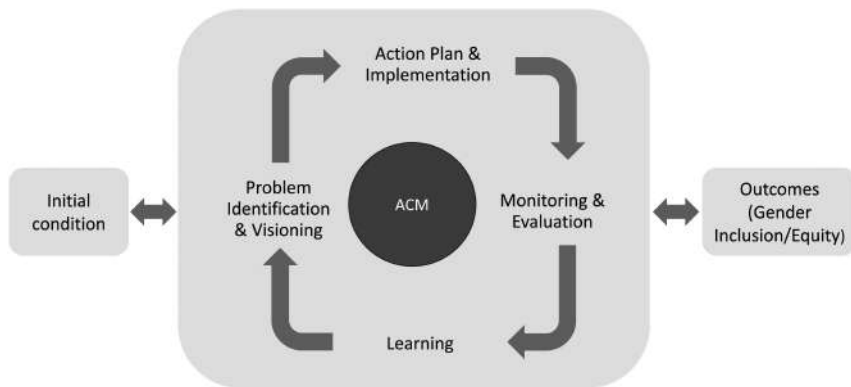 Action Plan &
Implementation
Initial
condition
Problem
Identification
& Visioning
ACM
Monitoring &
Evaluation
Outcomes
(Gender
Inclusion/Equity)
Learning